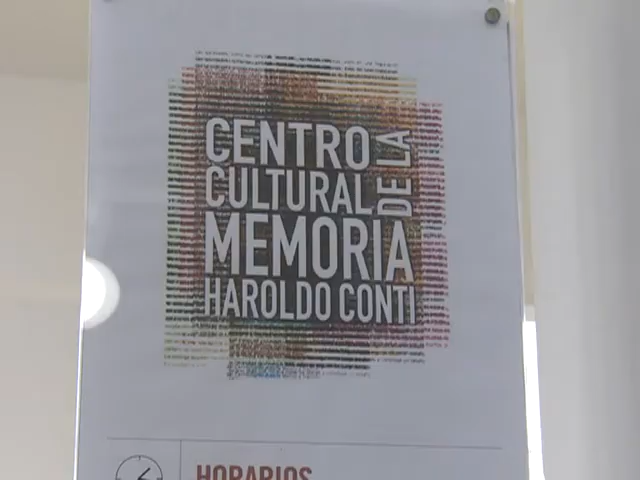 CENTRO
CULTURAL
DE LA
MEMORIA
HAROLDO CONTI
HORARIOS